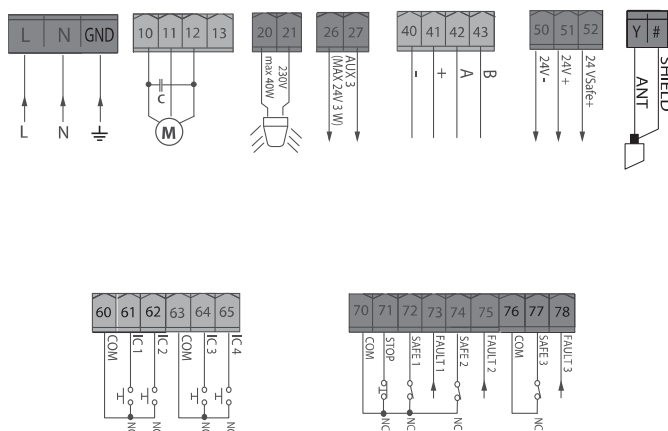 L N GND
10 11 12 13
20 21
26 27
40 41 42 43
50 51 52
Y #
C
M
L N
230V
max 40W
AUX 3
(MAX 24V 3 W)
-
+
A
B
24V -
24V +
24 VSafe+
ANT
SHIELD
60 61 62 63 64 65
COM
IC 1
IC 2
COM
IC 3
IC 4
70 71 72 73 74 75 76 77 78
COM
STOP
SAFE 1
FAULT 1
SAFE 2
FAULT 2
COM
SAFE 3
FAULT 3
NC
NC
NC
NC